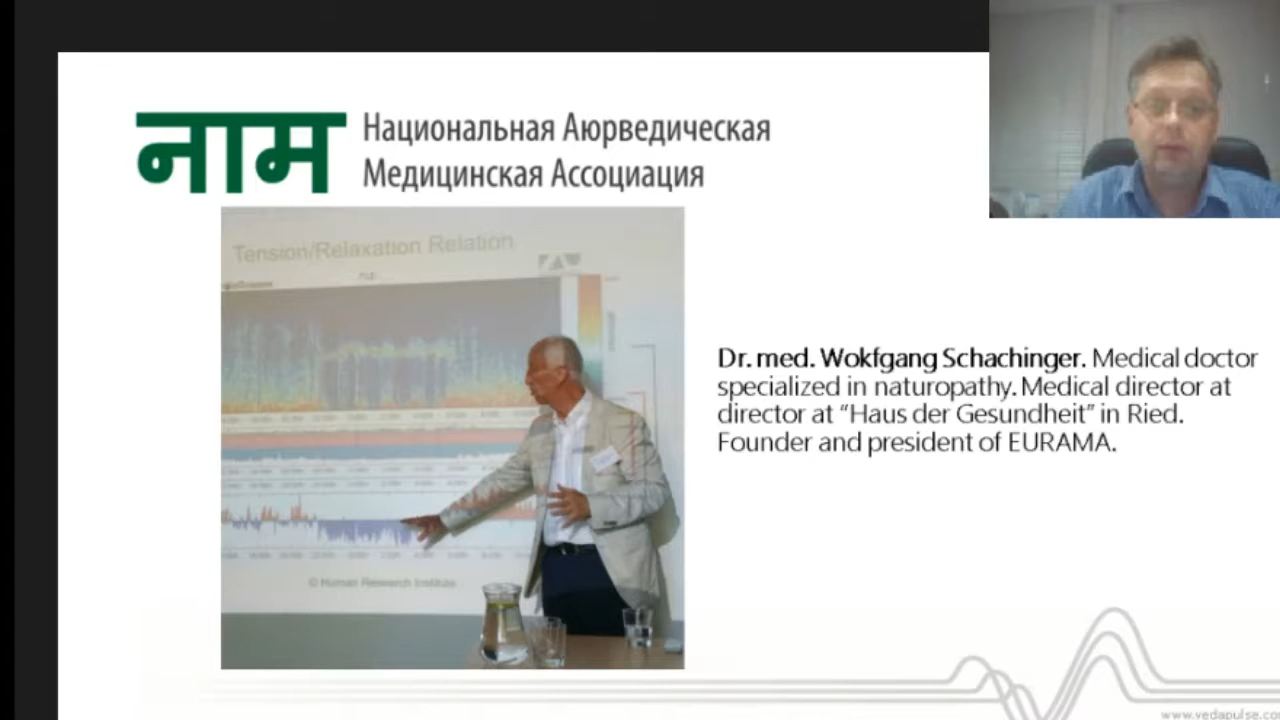 नाम
Национальная Аюрведическая
Медицинская Ассоциация
Tension/Relaxation Relation
© Human Research Institute
Dr. med. Wokfgang Schachinger. Medical doctor
specialized in naturopathy. Medical director at
director at “Haus der Gesundheit” in Ried.
Founder and president of EURAMA.
www.vedapulse.co